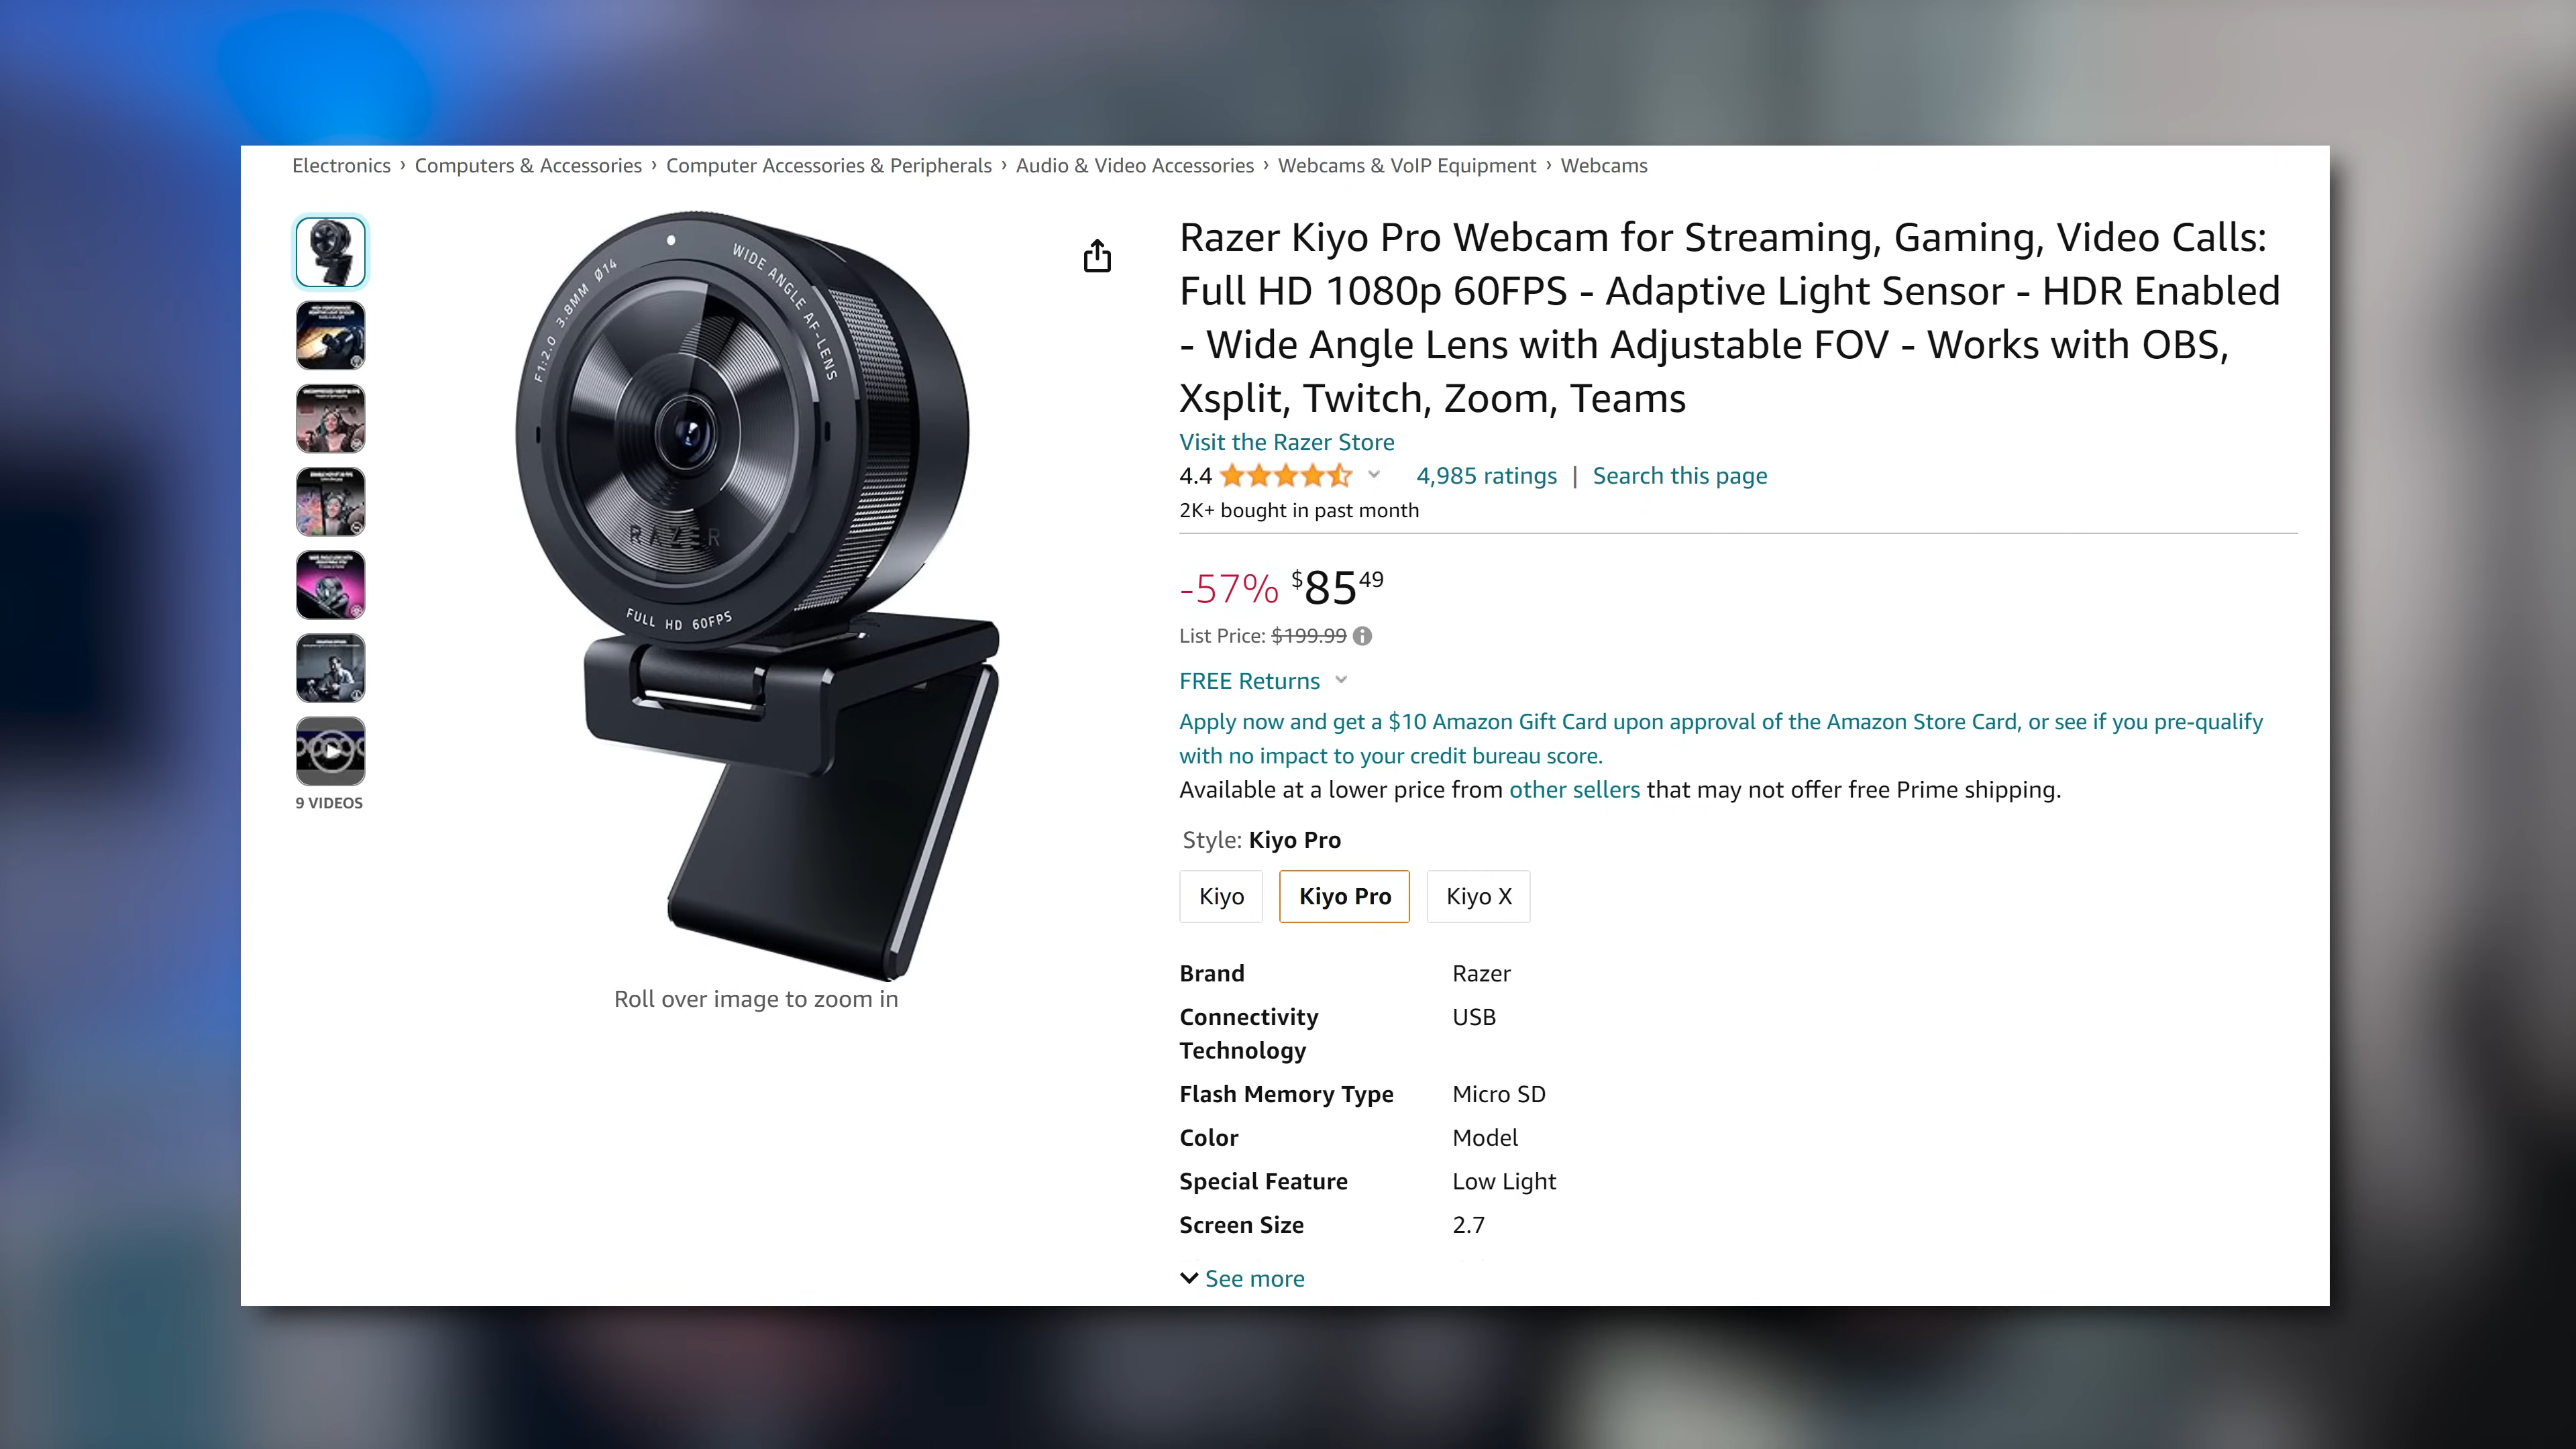 Electronics › Computers & Accessories › Computer Accessories & Peripherals › Audio & Video Accessories › Webcams & VoIP Equipment › Webcams
F1:2.0 3.8MM Ø14
WIDE ANGLE AF-LENS
RAZER
FULL HD 60FPS
9 VIDEOS
Roll over image to zoom in
Razer Kiyo Pro Webcam for Streaming, Gaming, Video Calls:
Full HD 1080p 60FPS - Adaptive Light Sensor - HDR Enabled
- Wide Angle Lens with Adjustable FOV - Works with OBS,
Xsplit, Twitch, Zoom, Teams
Visit the Razer Store
4.4 4,985 ratings | Search this page
2K+ bought in past month
-57% $85 49
List Price: $199.99
FREE Returns
Apply now and get a $10 Amazon Gift Card upon approval of the Amazon Store Card, or see if you pre-qualify
with no impact to your credit bureau score.
Available at a lower price from other sellers that may not offer free Prime shipping.
Style: Kiyo Pro
Kiyo Kiyo Pro Kiyo X
Brand Razer
Connectivity USB
Technology
Flash Memory Type Micro SD
Color Model
Special Feature Low Light
Screen Size 2.7
See more